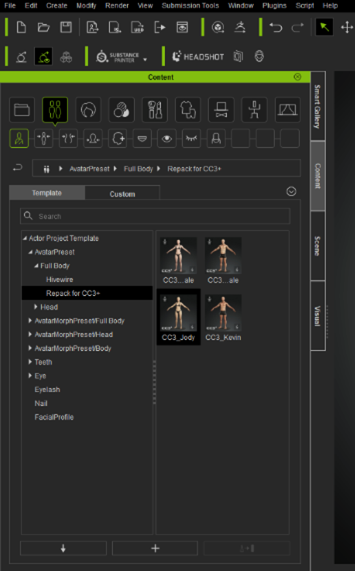 File Edit Create Modify Render View Submission Tools Window Plugins Script Help
SUBSTANCE PAINTER
HEADSHOT
Content
AvatarPreset Full Body Repack for CC3+
Template Custom
Search
Actor Project Template
AvatarPreset
Full Body
Hivewire
Repack for CC3+
Head
AvatarMorphPreset/Full Body
AvatarMorphPreset/Head
AvatarMorphPreset/Body
Teeth
Eye
Eyelash
Nail
FacialProfile
CC3...ale CC3...ale
CC3_Jody CC3_Kevin
Smart Gallery
Content
Scene
Visual